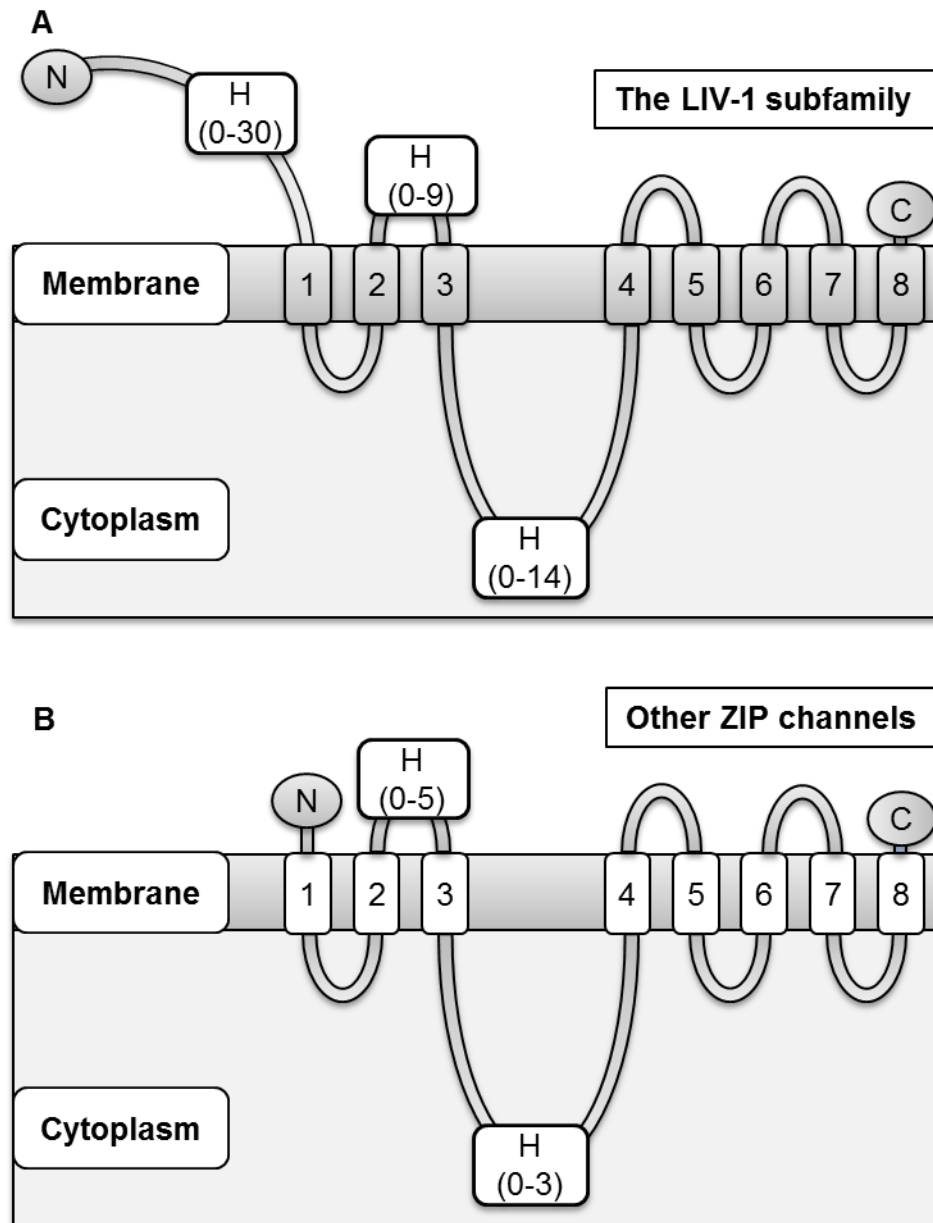 A
N
H
(0-30)
The LIV-1 subfamily
H
(0-9)
C
Membrane
1
2
3
4
5
6
7
8
Cytoplasm
H
(0-14)
B
Other ZIP channels
N
H
(0-5)
C
Membrane
1
2
3
4
5
6
7
8
Cytoplasm
H
(0-3)